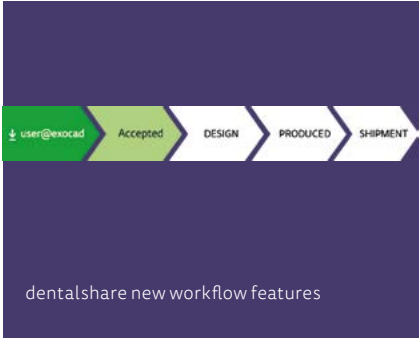 user@exocad Accepted DESIGN PRODUCED SHIPMENT
dentalshare new workflow features